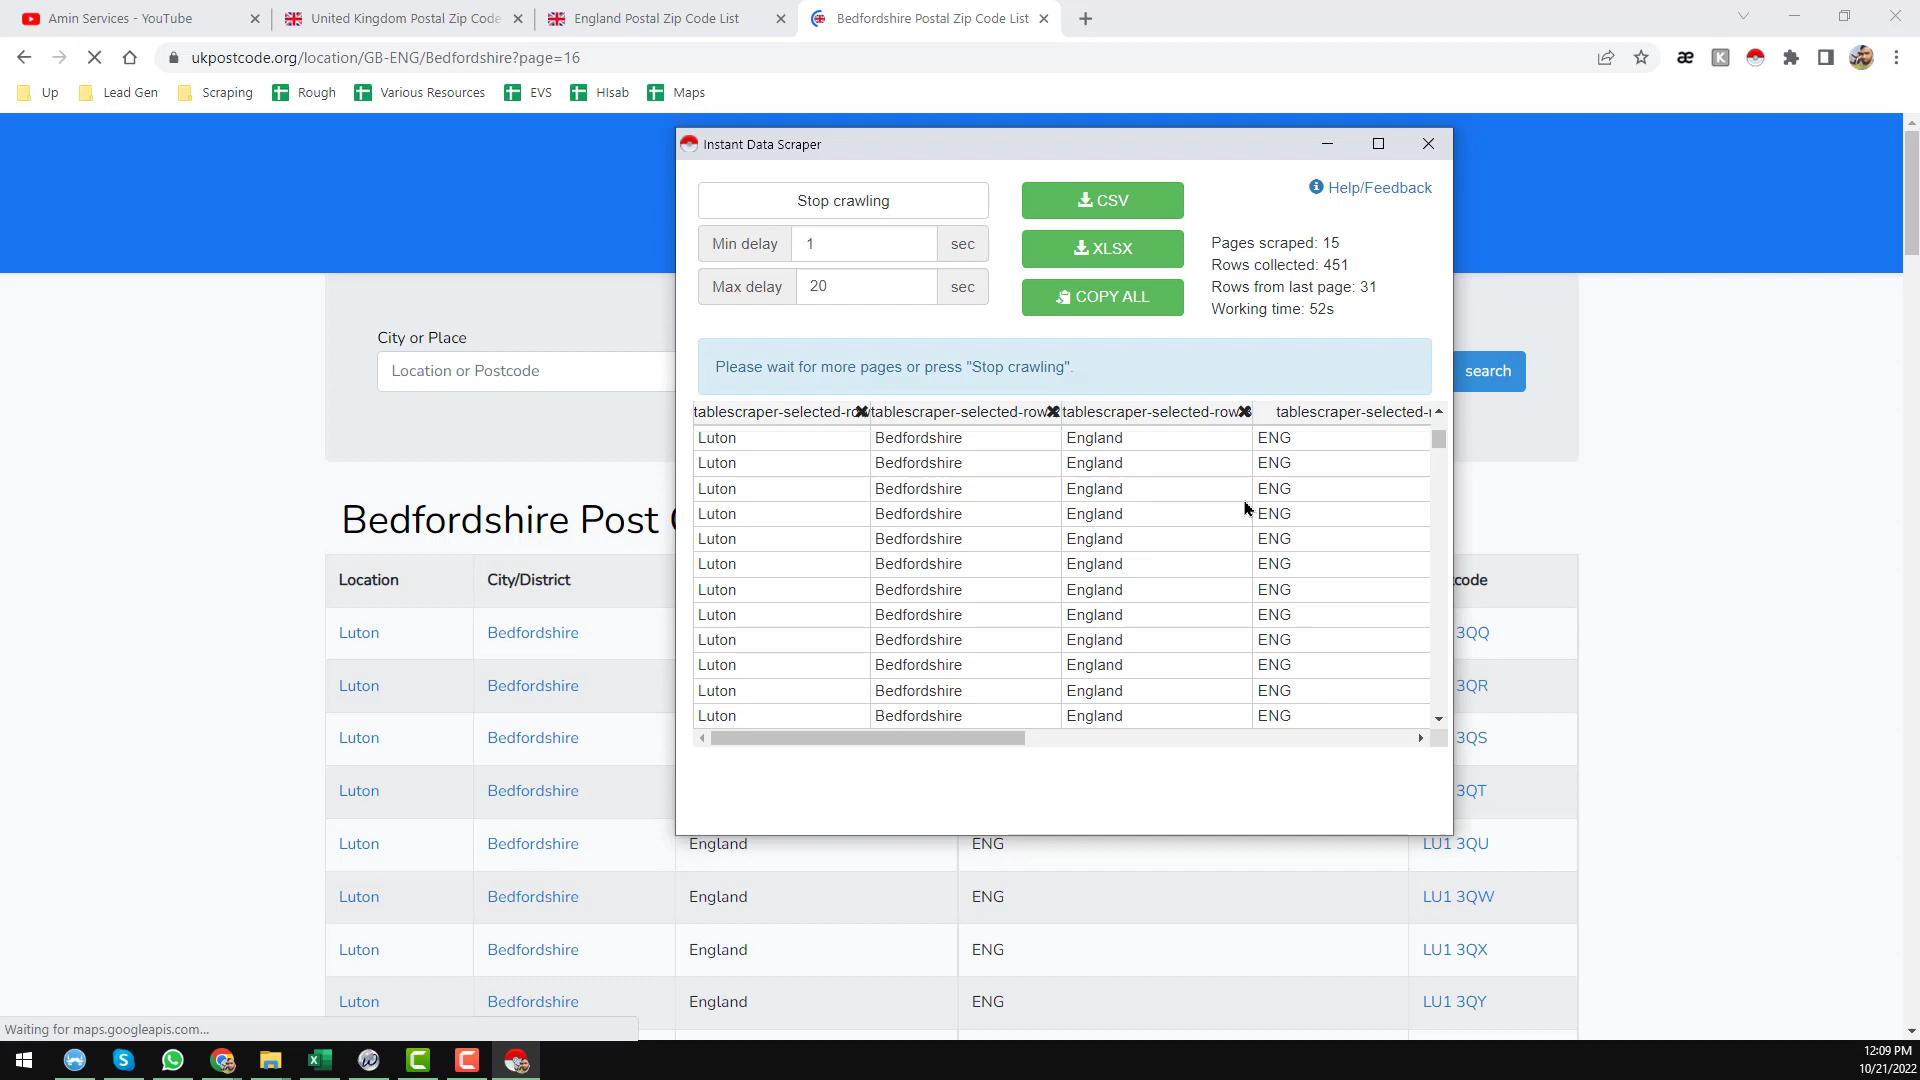 Amin Services - YouTube
United Kingdom Postal Zip Code
England Postal Zip Code List
Bedfordshire Postal Zip Code List
ukpostcode.org/location/GB-ENG/Bedfordshire?page=16
æ K
Up
Lead Gen
Scraping
Rough
Various Resources
EVS
HIsab
Maps
Instant Data Scraper
Stop crawling
CSV
Help/Feedback
Min delay 1 sec
XLSX
Max delay 20 sec
COPY ALL
Pages scraped: 15
Rows collected: 451
Rows from last page: 31
Working time: 52s
Please wait for more pages or press "Stop crawling".
tablescraper-selected-row tablescraper-selected-row tablescraper-selected-row tablescraper-selected-r
Luton Bedfordshire England ENG
Luton Bedfordshire England ENG
Luton Bedfordshire England ENG
Luton Bedfordshire England ENG
Luton Bedfordshire England ENG
Luton Bedfordshire England ENG
Luton Bedfordshire England ENG
Luton Bedfordshire England ENG
Luton Bedfordshire England ENG
Luton Bedfordshire England ENG
Luton Bedfordshire England ENG
Luton Bedfordshire England ENG
City or Place
Location or Postcode
search
Bedfordshire Post
Location City/District code
Luton Bedfordshire 3QQ
Luton Bedfordshire 3QR
Luton Bedfordshire 3QS
Luton Bedfordshire 3QT
Luton Bedfordshire England ENG LU1 3QU
Luton Bedfordshire England ENG LU1 3QW
Luton Bedfordshire England ENG LU1 3QX
Luton Bedfordshire England ENG LU1 3QY
Waiting for maps.googleapis.com...
12:09 PM
10/21/2022